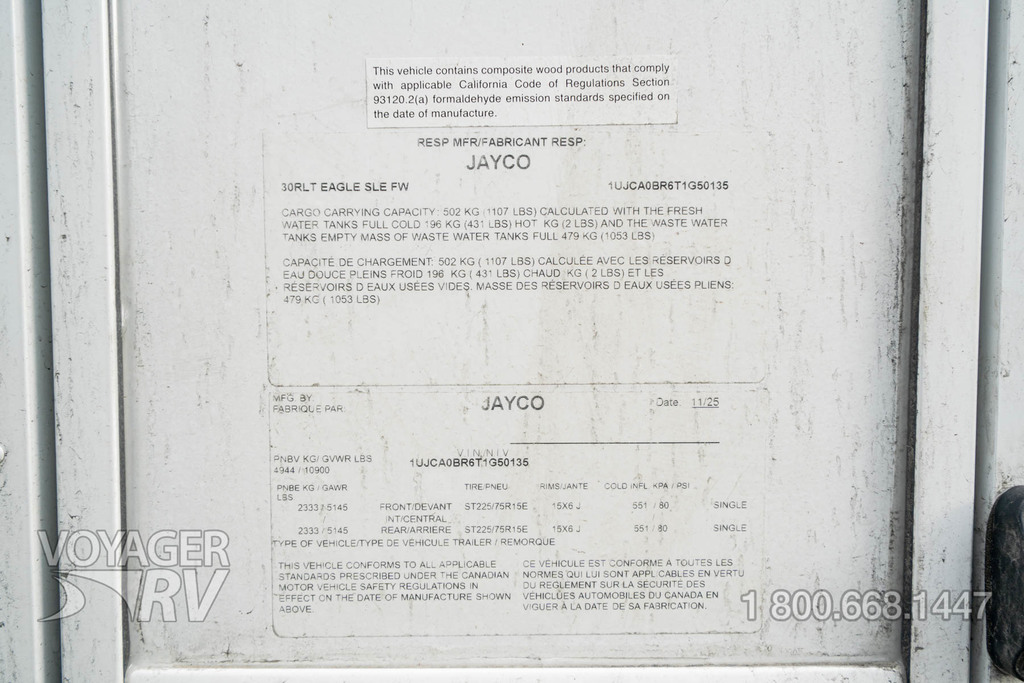 This vehicle contains composite wood products that comply
with applicable California Code of Regulations Section
93120.2(a) formaldehyde emission standards specified on
the date of manufacture.
RESP MFR/FABRICANT RESP:
JAYCO
30RLT EAGLE SLE FW 1UJCA0BR6T1G50135
CARGO CARRYING CAPACITY: 502 KG (1107 LBS) CALCULATED WITH THE FRESH
WATER TANKS FULL COLD 196 KG (431 LBS) HOT KG (2 LBS) AND THE WASTE WATER
TANKS EMPTY MASS OF WASTE WATER TANKS FULL 479 KG (1053 LBS)
CAPACITÉ DE CHARGEMENT: 502 KG ( 1107 LBS) CALCULÉE AVEC LES RÉSERVOIRS D
EAU DOUCE PLEINS FROID 196 KG ( 431 LBS) CHAUD KG ( 2 LBS) ET LES
RÉSERVOIRS D EAUX USÉES VIDES. MASSE DES RÉSERVOIRS D EAUX USÉES PLIENS:
479 KG ( 1053 LBS)
MFG. BY:
FABRIQUE PAR:
JAYCO
Date: 11/25
V.I.N/N.I.V
PNBV KG/ GVWR LBS 1UJCA0BR6T1G50135
4944 / 10900
PNBE KG / GAWR LBS TIRE/PNEU RIMS/JANTE COLD INFL. KPA / PSI
2333 / 5145 FRONT/DEVANT ST225/75R15E 15X6 J 551 / 80 SINGLE
INT/CENTRAL
2333 / 5145 REAR/ARRIERE ST225/75R15E 15X6 J 551 / 80 SINGLE
TYPE OF VEHICLE/TYPE DE VEHICULE TRAILER / REMORQUE
THIS VEHICLE CONFORMS TO ALL APPLICABLE
STANDARDS PRESCRIBED UNDER THE CANADIAN
MOTOR VEHICLE SAFETY REGULATIONS IN
EFFECT ON THE DATE OF MANUFACTURE SHOWN
ABOVE.
CE VÉHICULE EST CONFORME A TOUTES LES
NORMES QUI LUI SONT APPLICABLES EN VERTU
DU REGLEMENT SUR LA SÉCURITÉ DES
VÉHICLUES AUTOMOBILES DU CANADA EN
VIGUER À LA DATE DE SA FABRICATION.
VOYAGER
RV
1 800.668.1447